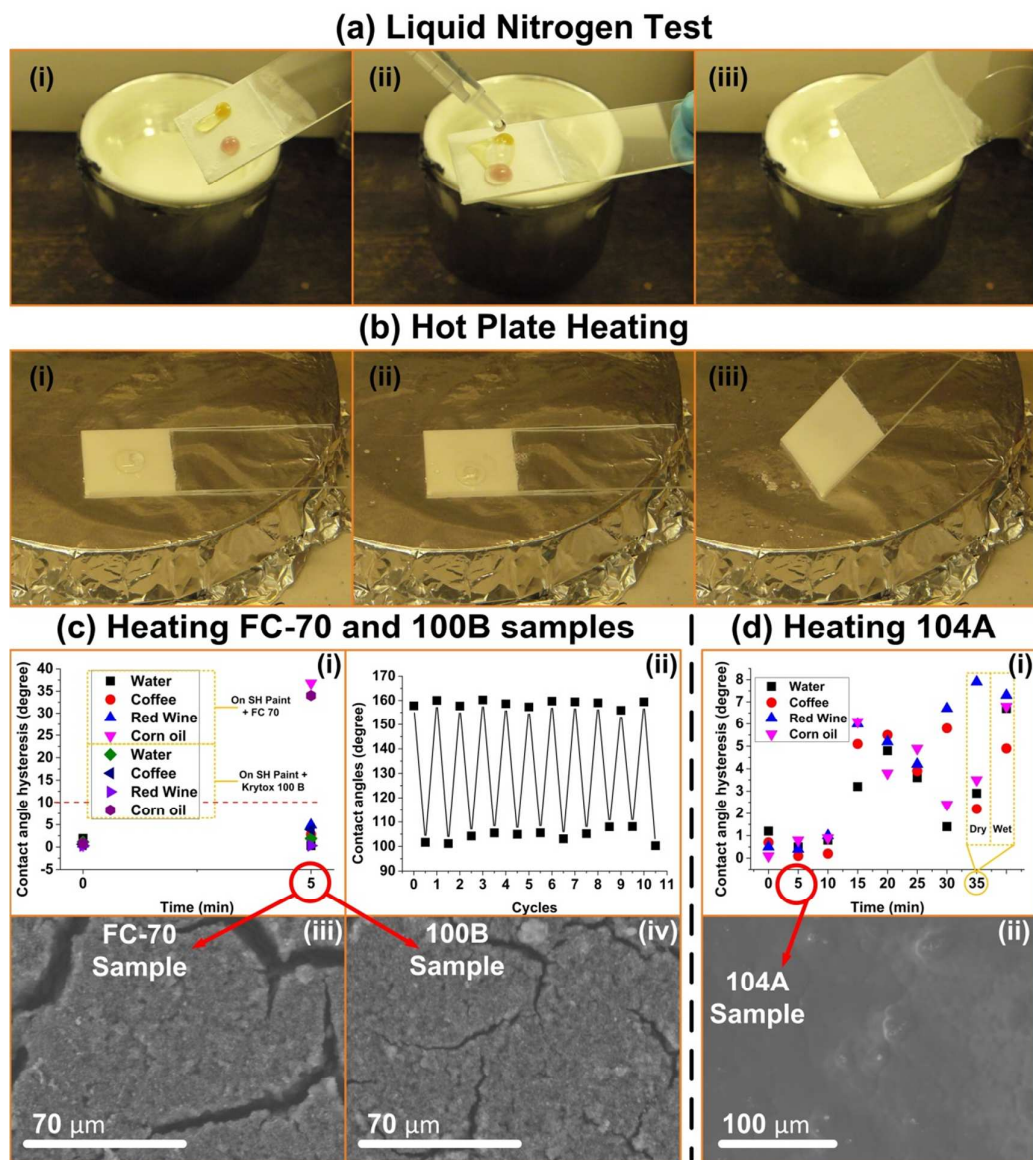 (a) Liquid Nitrogen Test
(i)
(ii)
(iii)
(b) Hot Plate Heating
(i)
(ii)
(iii)
(c) Heating FC-70 and 100B samples
(d) Heating 104A
(i)
Contact angle hysteresis (degree)
40
35
30
25
20
15
10
5
0
-5
Water
Coffee
Red Wine
Corn oil
Water
Coffee
Red Wine
Corn oil
On SH Paint
+ FC 70
On SH Paint +
Krytox 100 B
0
5
Time (min)
(ii)
Contact angles (degree)
170
160
150
140
130
120
110
100
90
0 1 2 3 4 5 6 7 8 9 10 11
Cycles
(i)
Contact angle hysteresis (degree)
8
7
6
5
4
3
2
1
0
Water
Coffee
Red Wine
Corn oil
Dry
Wet
0 5 10 15 20 25 30 35
Time (min)
(iii)
FC-70
Sample
70 μm
(iv)
100B
Sample
70 μm
(ii)
104A
Sample
100 μm